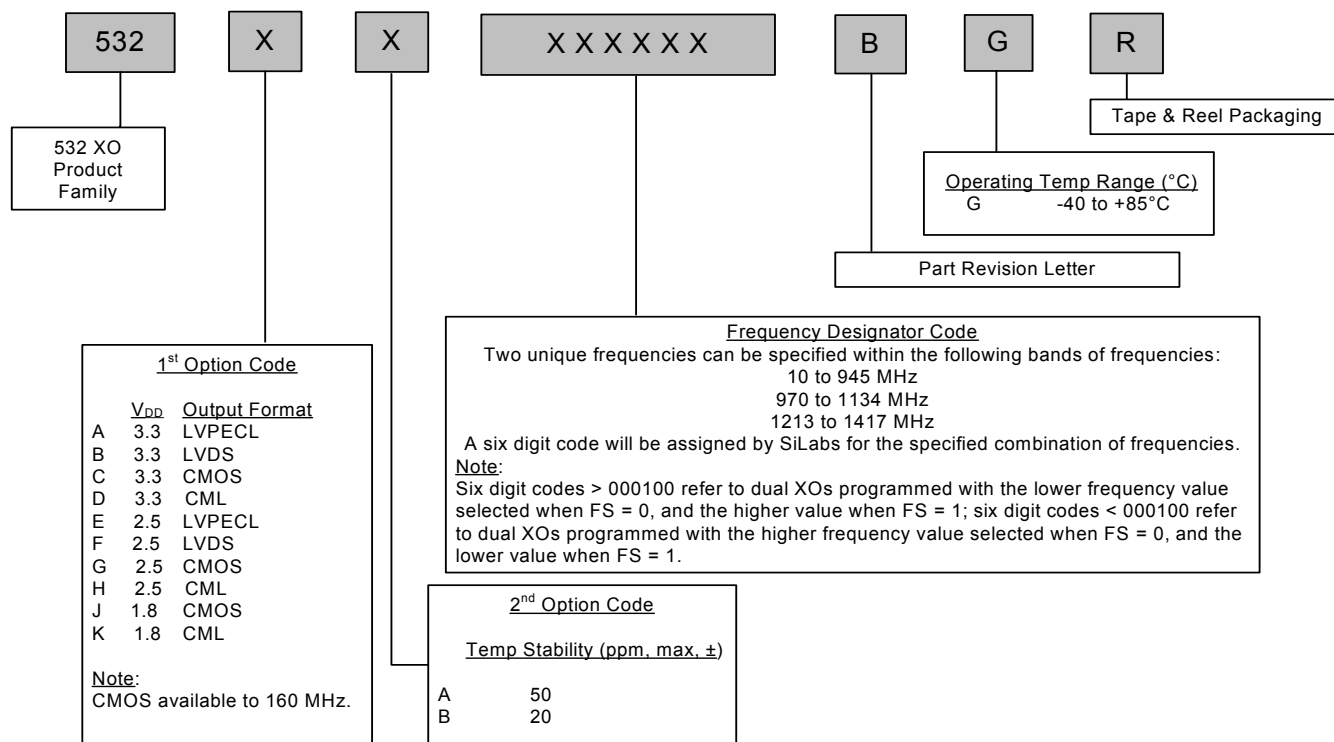 532 X X X X X X X X B G R
532 XO
Product
Family
Tape & Reel Packaging
Operating Temp Range (°C)
G -40 to +85°C
Part Revision Letter
1st Option Code
VDD Output Format
A 3.3 LVPECL
B 3.3 LVDS
C 3.3 CMOS
D 3.3 CML
E 2.5 LVPECL
F 2.5 LVDS
G 2.5 CMOS
H 2.5 CML
J 1.8 CMOS
K 1.8 CML
Note:
CMOS available to 160 MHz.
Frequency Designator Code
Two unique frequencies can be specified within the following bands of frequencies:
10 to 945 MHz
970 to 1134 MHz
1213 to 1417 MHz
A six digit code will be assigned by SiLabs for the specified combination of frequencies.
Note:
Six digit codes > 000100 refer to dual XOs programmed with the lower frequency value
selected when FS = 0, and the higher value when FS = 1; six digit codes < 000100 refer
to dual XOs programmed with the higher frequency value selected when FS = 0, and the
lower value when FS = 1.
2nd Option Code
Temp Stability (ppm, max, ±)
A 50
B 20